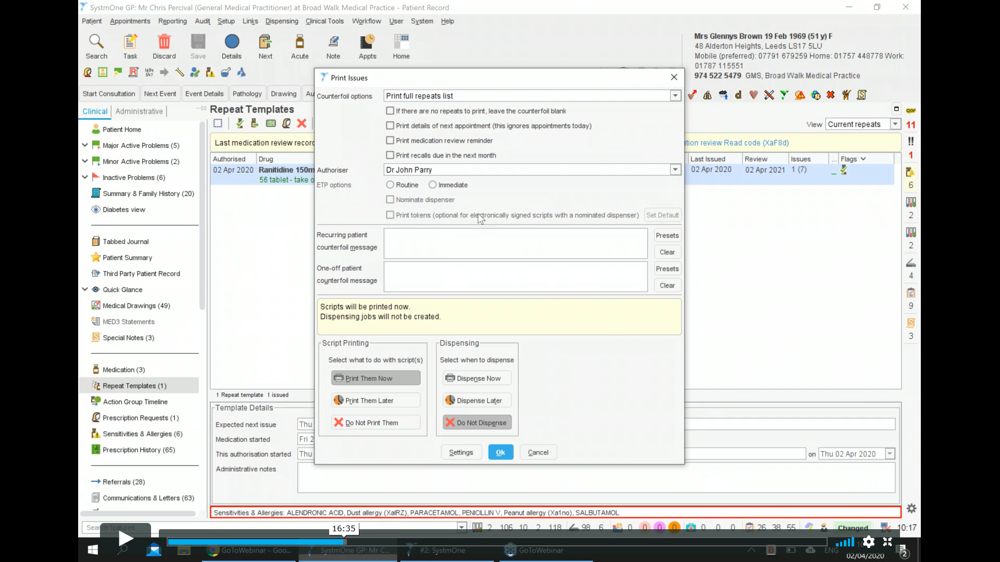 SystmOne GP: Mr Chris Percival (General Medical Practitioner) at Broad Walk Medical Practice - Patient Record
Patient Appointments Reporting Audit Setup Links Dispensing Clinical Tools Workflow User System Help
Search Task Discard Save Details Next Acute Note Appts Home
Mrs Glennys Brown 19 Feb 1969 (51 y) F
48 Alderton Heights, Leeds LS17 5LU
Mobile (preferred): 07791 679259 Home: 01757 448778 Work:
01787 115551
974 522 5479 GMS, Broad Walk Medical Practice
Start Consultation Next Event Event Details Pathology Drawing Au
Clinical Administrative
Patient Home
Major Active Problems (5)
Minor Active Problems (2)
Inactive Problems (6)
Summary & Family History (20)
Diabetes view
Tabbed Journal
Patient Summary
Third Party Patient Record
Quick Glance
Medical Drawings (49)
MED3 Statements
Special Notes (3)
Medication (3)
Repeat Templates (1)
Action Group Timeline
Prescription Requests (1)
Sensitivities & Allergies (6)
Prescription History (65)
Referrals (28)
Communications & Letters (63)
Repeat Templates
View Current repeats
Last medication review recor
tion review Read code (XaF8d)
Authorised Drug
Last Issued Review Issues ... Flags
02 Apr 2020 Ranitidine 150m
02 Apr 2020 02 Apr 2021 1 (7)
56 tablet - take o
1 Repeat template 1 issued
Template Details
Expected next issue Thu
Medication started Fri 2
This authorisation started Thu
on Thu 02 Apr 2020
Administrative notes
Print Issues
Counterfoil options Print full repeats list
If there are no repeats to print, leave the counterfoil blank
Print details of next appointment (this ignores appointments today)
Print medication review reminder
Print recalls due in the next month
Authoriser Dr John Parry
ETP options Routine Immediate
Nominate dispenser
Print tokens (optional for electronically signed scripts with a nominated dispenser) Set Default
Recurring patient
counterfoil message
Presets
Clear
One-off patient
counterfoil message
Presets
Clear
Scripts will be printed now.
Dispensing jobs will not be created.
Script Printing
Select what to do with script(s)
Print Them Now
Print Them Later
Do Not Print Them
Dispensing
Select when to dispense
Dispense Now
Dispense Later
Do Not Dispense
Settings Ok Cancel
QOF
11
!!
1
6
2
2
4
9
3
Sensitivities & Allergies: ALENDRONIC ACID, Dust allergy (XaIRZ), PARACETAMOL, PENICILLIN V, Peanut allergy (Xa1no), SALBUTAMOL
Search features
16:35
2 106 10 2 118 98 6 0 0 0 0 0 0 0 26 38 55 Changed 10:17
GoToWebinar - Goo... SystmOne GP: Mr C... #2: SystmOne GoToWebinar
ENG
02/04/2020
2